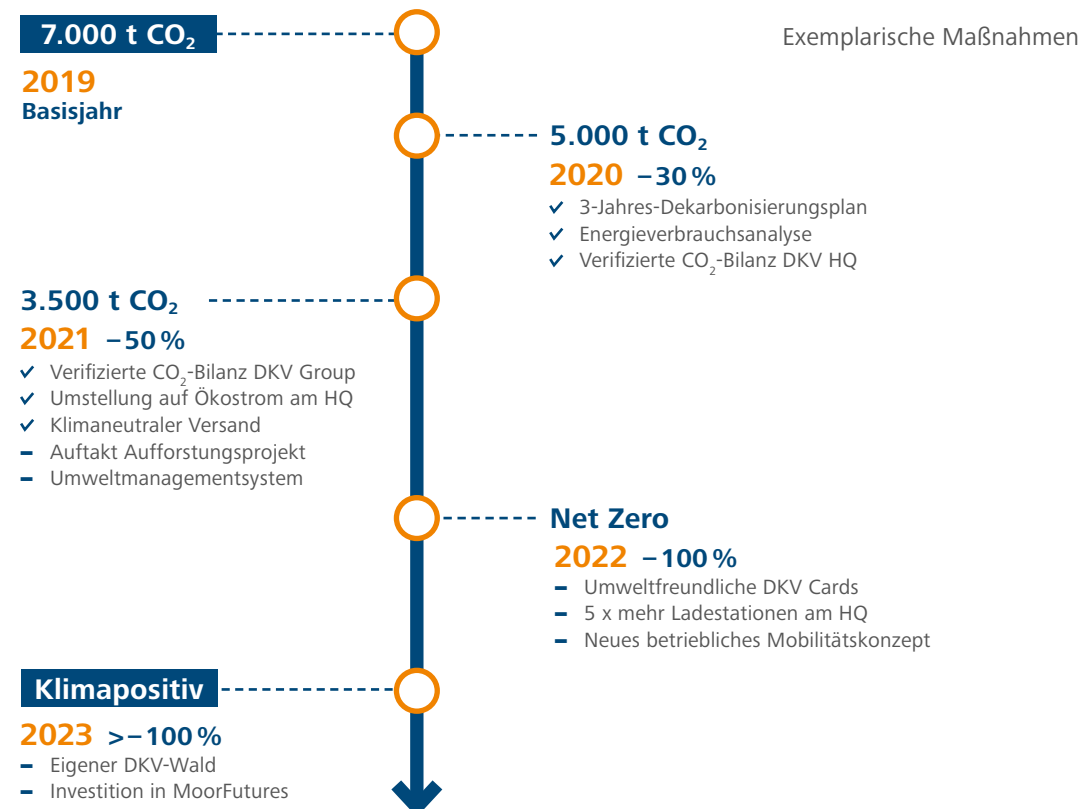 7.000 t CO₂
Exemplarische Maßnahmen
2019
Basisjahr
5.000 t CO₂
2020 –30 %
✓ 3-Jahres-Dekarbonisierungsplan
✓ Energieverbrauchsanalyse
✓ Verifizierte CO₂-Bilanz DKV HQ
3.500 t CO₂
2021 –50 %
✓ Verifizierte CO₂-Bilanz DKV Group
✓ Umstellung auf Ökostrom am HQ
✓ Klimaneutraler Versand
– Auftakt Aufforstungsprojekt
– Umweltmanagementsystem
Net Zero
2022 –100 %
– Umweltfreundliche DKV Cards
– 5 x mehr Ladestationen am HQ
– Neues betriebliches Mobilitätskonzept
Klimapositiv
2023 >–100 %
– Eigener DKV-Wald
– Investition in MoorFutures